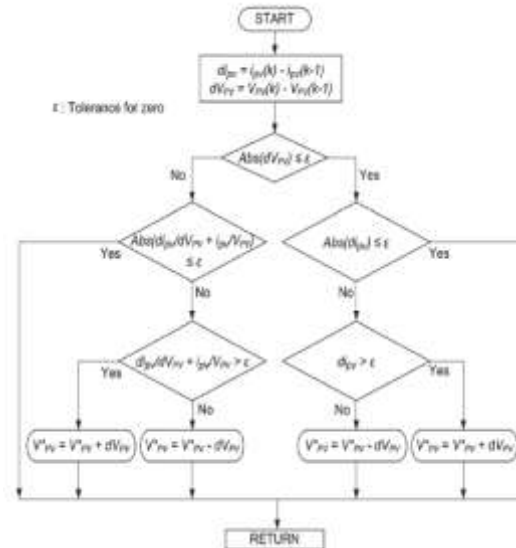 START
di_pv = i_pv(k) - i_pv(k-1)
dV_PV = V_PV(k) - V_PV(k-1)
ε : Tolerans for zero
Abs(dV_PV) ≤ ε
No
Yes
Abs(di_pv/dV_PV + i_pv/V_PV)
≤ ε
Abs(di_pv) ≤ ε
Yes
Yes
No
No
di_pv/dV_PV + i_pv/V_PV > ε
di_pv > ε
Yes
Yes
No
No
V*_PV = V*_PV + dV_PV
V*_PV = V*_PV - dV_PV
V*_PV = V*_PV - dV_PV
V*_PV = V*_PV + dV_PV
RETURN